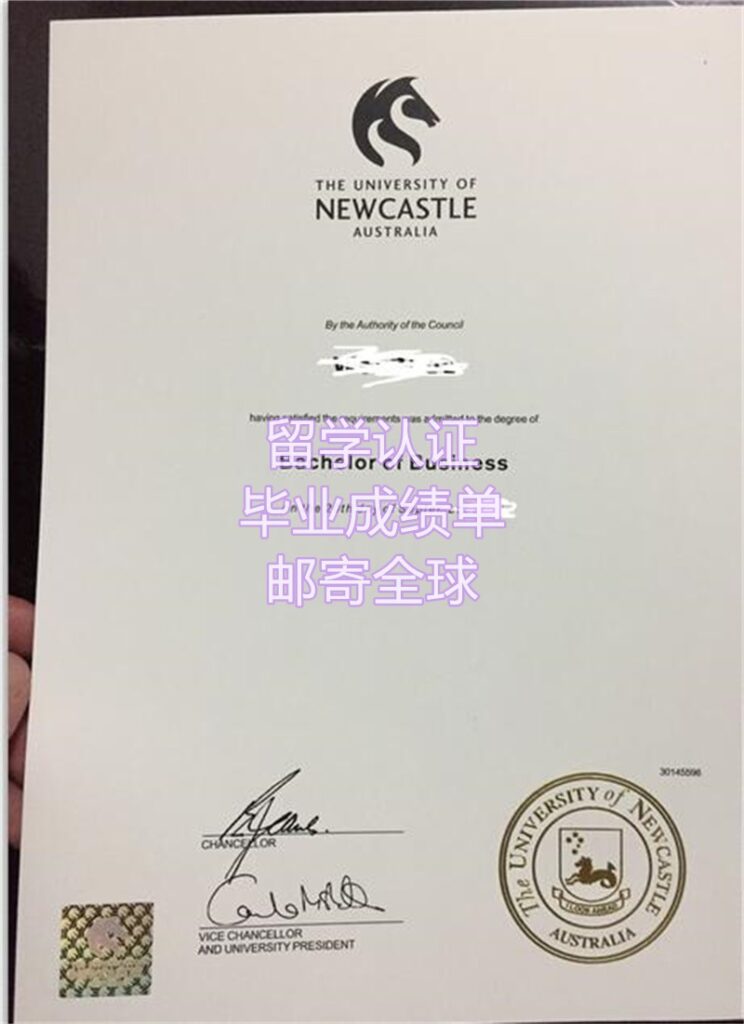 THE UNIVERSITY OF
NEWCASTLE
AUSTRALIA
By the Authority of the Council
having satisfied the requirements was admitted to the degree of
留学认证
Bachelor of Business
毕业成绩单
邮寄全球
30145596
CHANCELLOR
VICE CHANCELLOR
AND UNIVERSITY PRESIDENT
The UNIVERSITY of NEWCASTLE
I LOOK AHEAD
AUSTRALIA